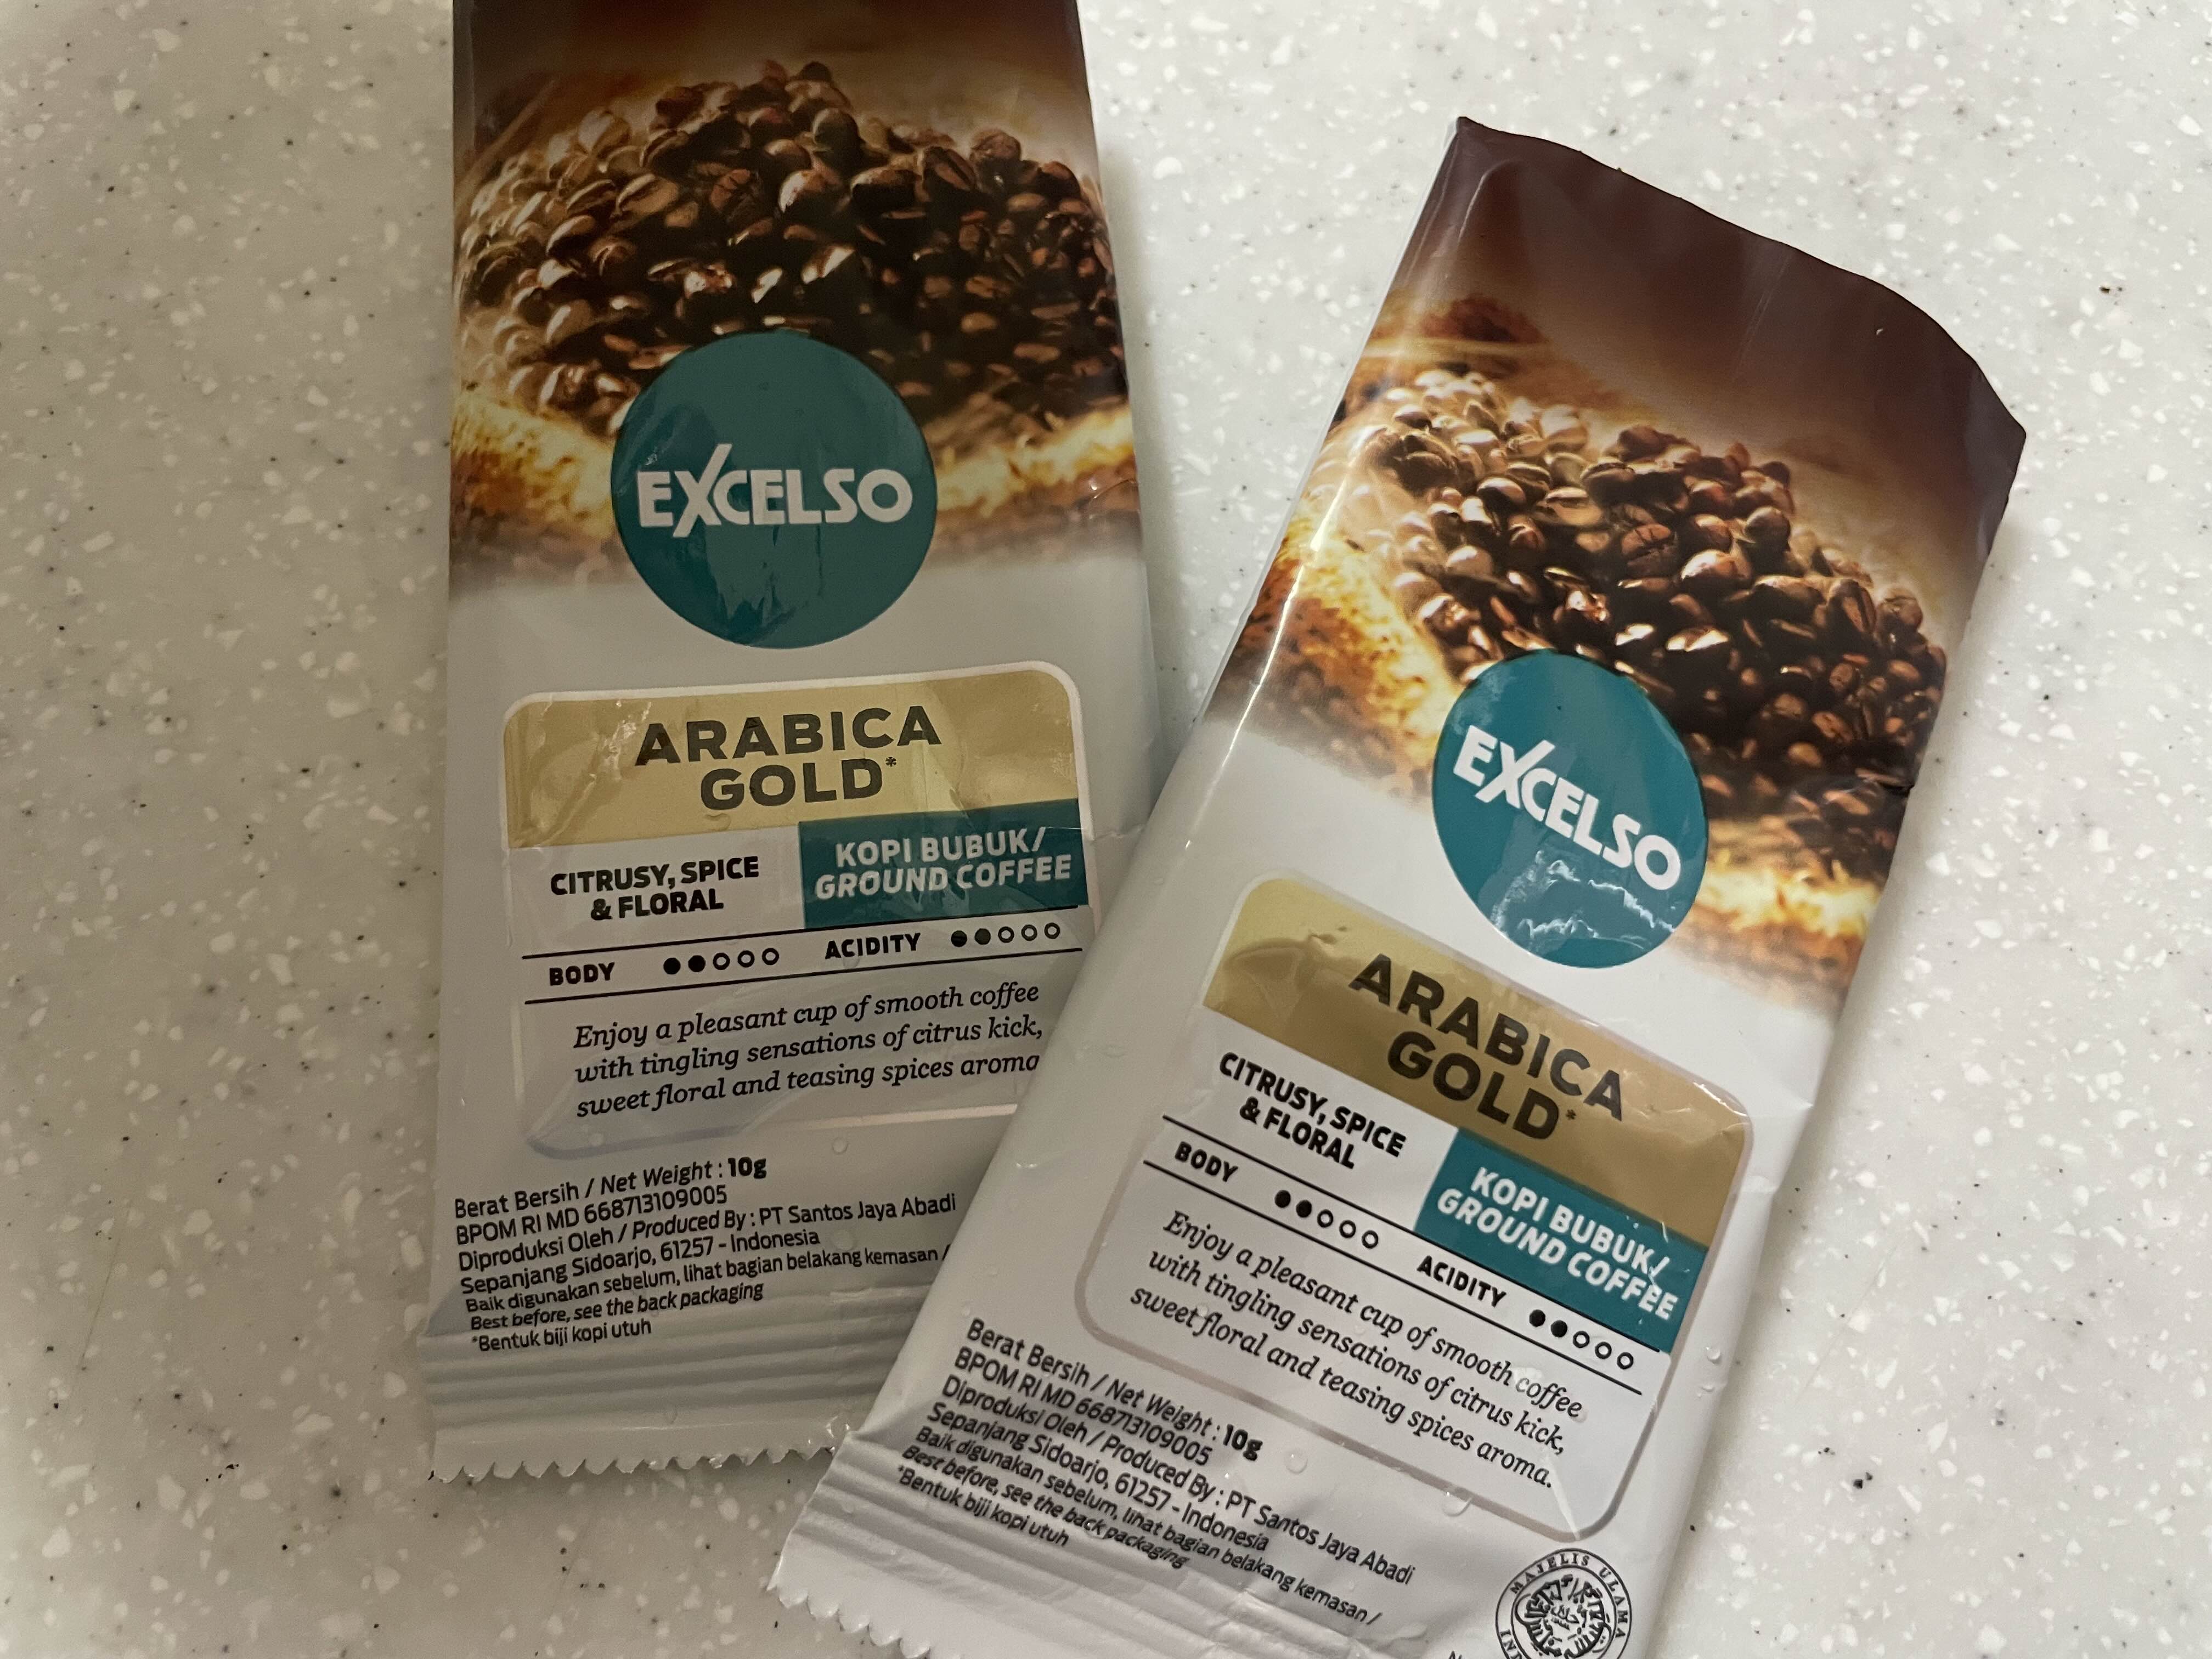 EXCELSO
ARABICA
GOLD*
CITRUSY, SPICE
& FLORAL
KOPI BUBUK/
GROUND COFFEE
BODY
ACIDITY
Enjoy a pleasant cup of smooth coffee
with tingling sensations of citrus kick,
sweet floral and teasing spices aroma
Berat Bersih / Net Weight : 10g
BPOM RI MD 668713109005
Diproduksi Oleh / Produced By : PT Santos Jaya Abadi
Sepanjang Sidoarjo, 61257 - Indonesia
Baik digunakan sebelum, lihat bagian belakang kemasan /
Best before, see the back packaging
*Bentuk biji kopi utuh
EXCELSO
ARABICA
GOLD*
CITRUSY, SPICE
& FLORAL
KOPI BUBUK/
GROUND COFFEE
BODY
ACIDITY
Enjoy a pleasant cup of smooth coffee
with tingling sensations of citrus kick,
sweet floral and teasing spices aroma.
Berat Bersih / Net Weight : 10g
BPOM RI MD 668713109005
Diproduksi Oleh / Produced By : PT Santos Jaya Abadi
Sepanjang Sidoarjo, 61257 - Indonesia
Baik digunakan sebelum, lihat bagian belakang kemasan /
Best before, see the back packaging
*Bentuk biji kopi utuh
MAJELIS ULAMA
حلال